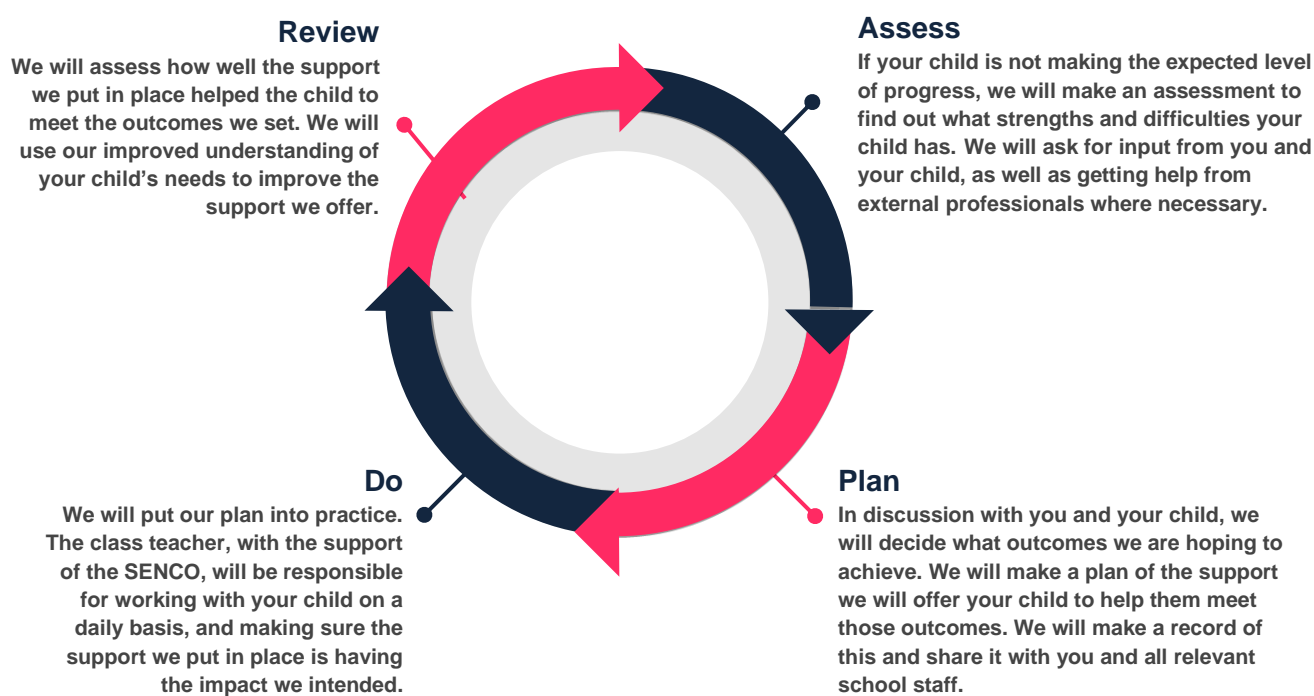 Assess
If your child is not making the expected level
of progress, we will make an assessment to
find out what strengths and difficulties your
child has. We will ask for input from you and
your child, as well as getting help from
external professionals where necessary.
Plan
In discussion with you and your child, we
will decide what outcomes we are hoping to
achieve. We will make a plan of the support
we will offer your child to help them meet
those outcomes. We will make a record of
this and share it with you and all relevant
school staff.
Do
We will put our plan into practice.
The class teacher, with the support
of the SENCO, will be responsible
for working with your child on a
daily basis, and making sure the
support we put in place is having
the impact we intended.
Review
We will assess how well the support
we put in place helped the child to
meet the outcomes we set. We will
use our improved understanding of
your child’s needs to improve the
support we offer.